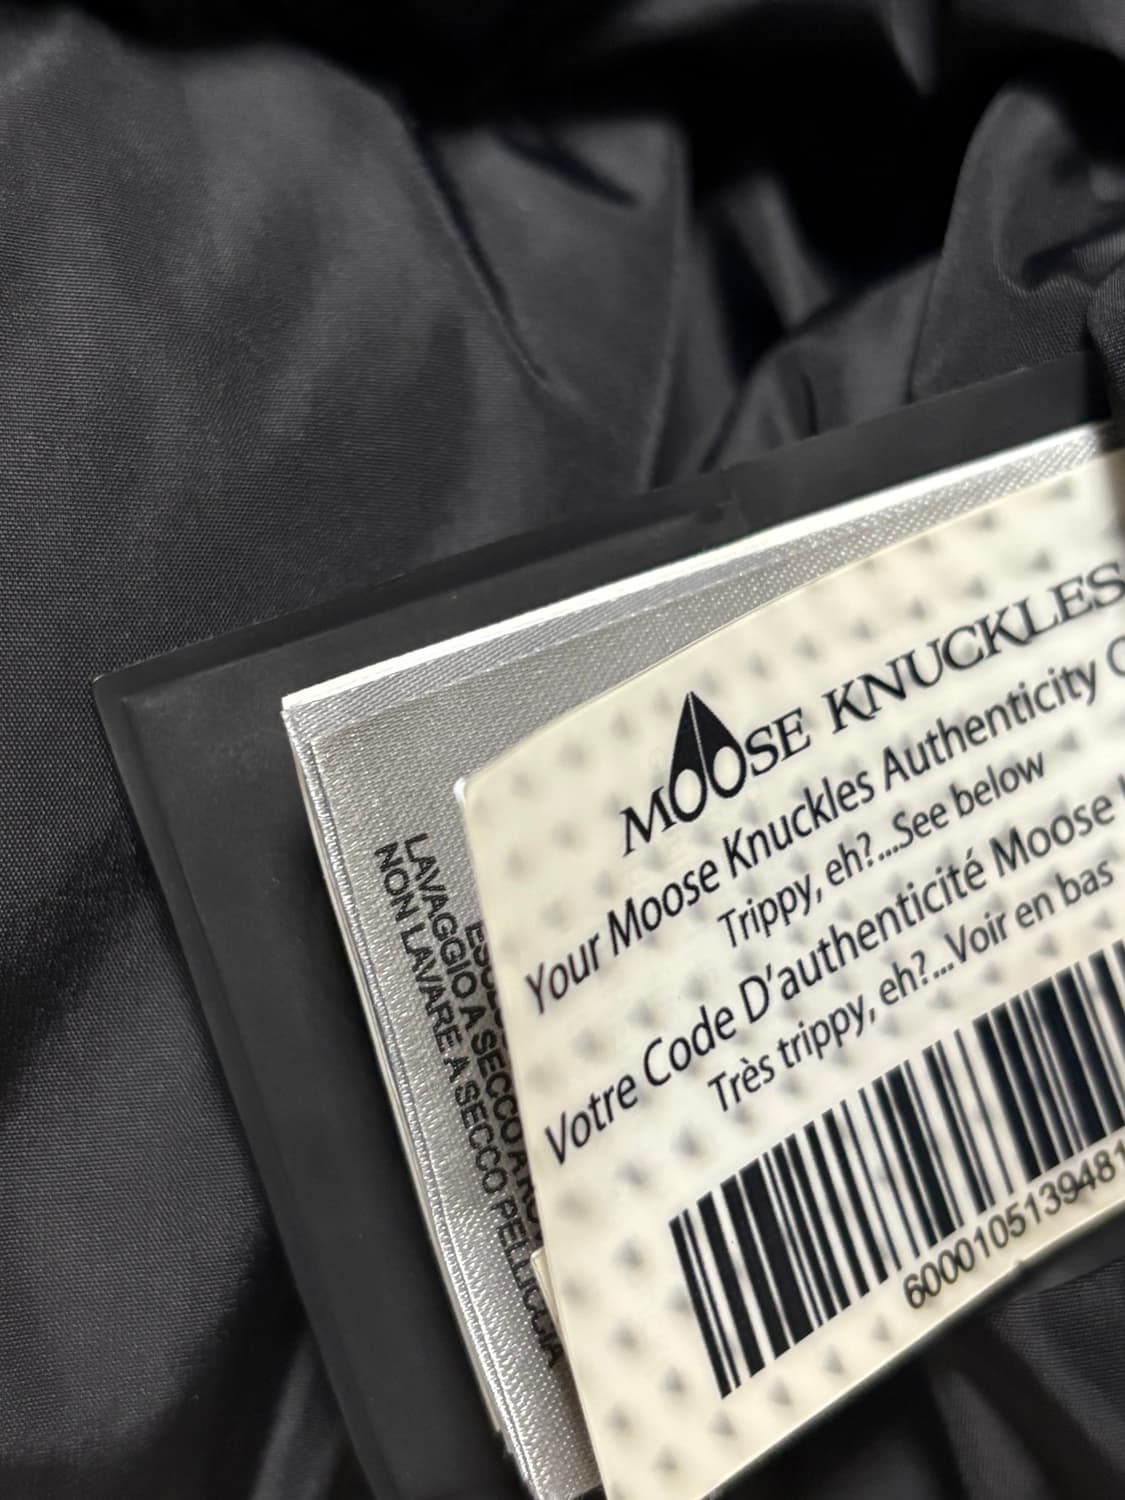 MOOSE KNUCKLES
Your Moose Knuckles Authenticity
Trippy, eh?...See below
Votre Code D'authenticité Moose
Très trippy, eh?...Voir en bas
600010513948
LAVAGGIO A SECCO
NON LAVARE A SECCO PELLICCIA